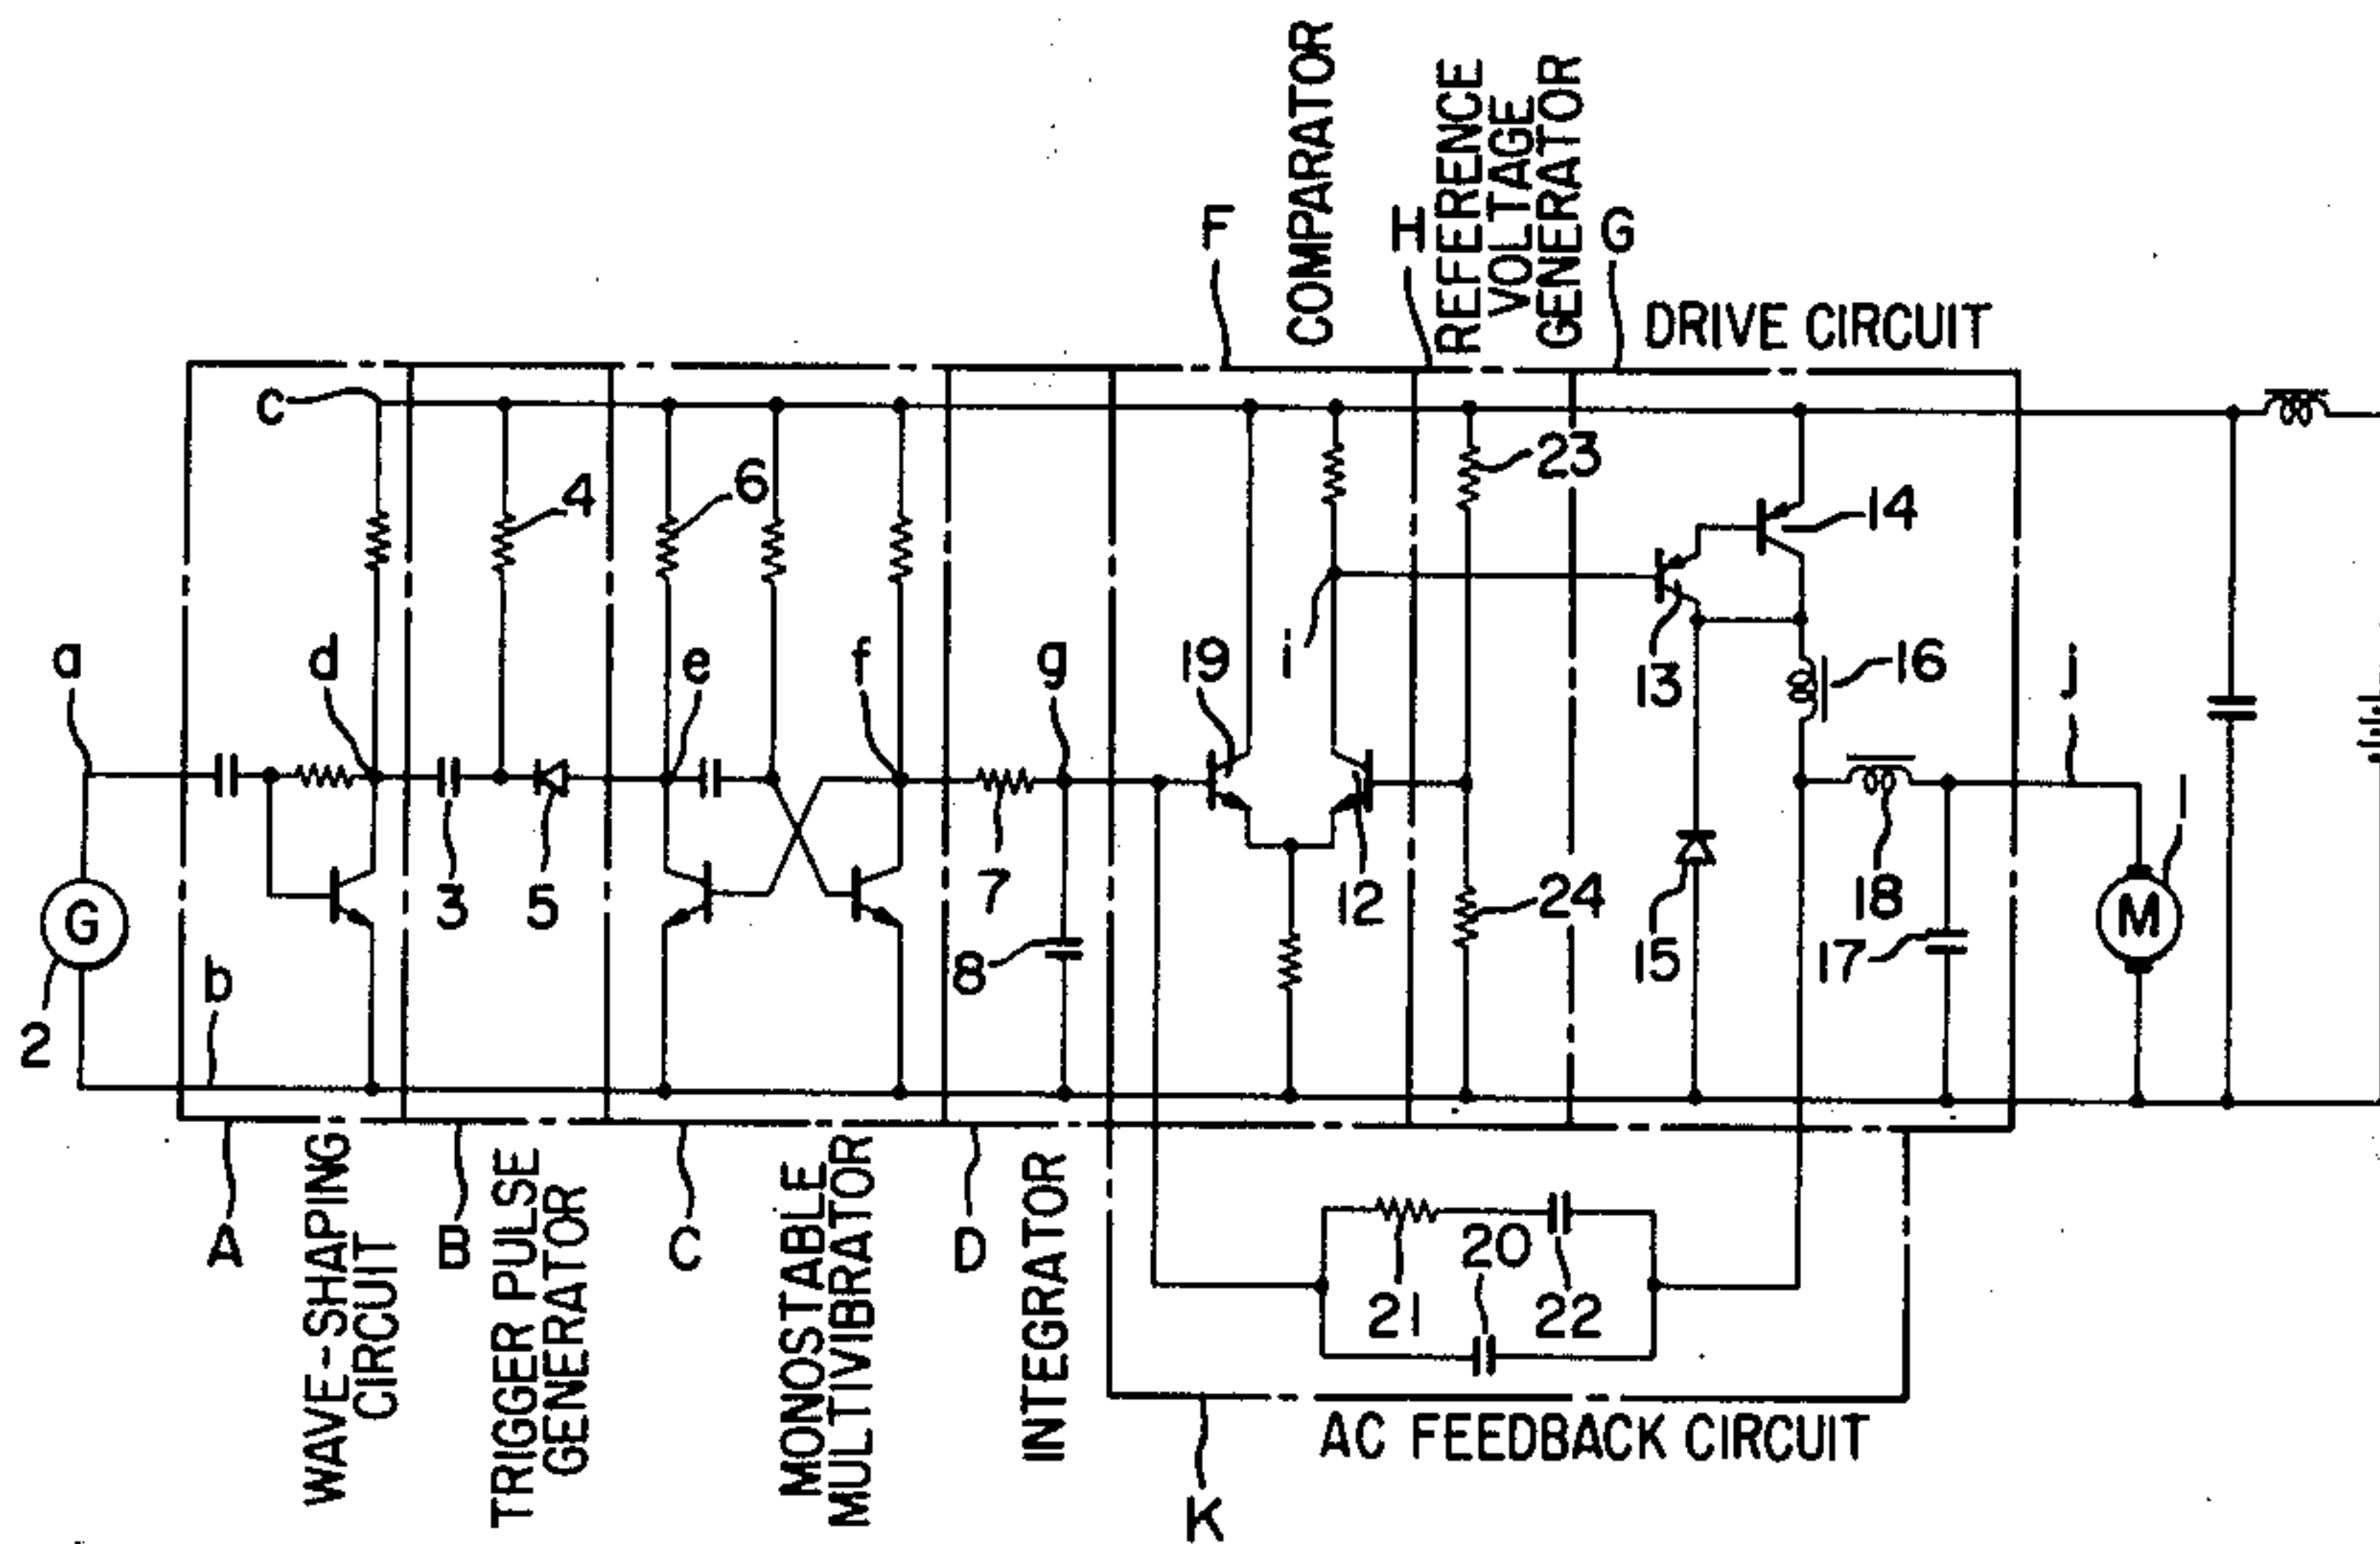 COMPARATOR
REFERENCE
VOLTAGE
GENERATOR
F
H
G
DRIVE CIRCUIT
c
4
6
23
14
a
d
e
f
g
19
i
13
16
j
1
G
b
2
3
5
7
8
12
24
15
18
17
M
A
WAVE-SHAPING
CIRCUIT
B
TRIGGER PULSE
GENERATOR
C
MONOSTABLE
MULTIVIBRATOR
D
INTEGRATOR
21
20
22
AC FEEDBACK CIRCUIT
K